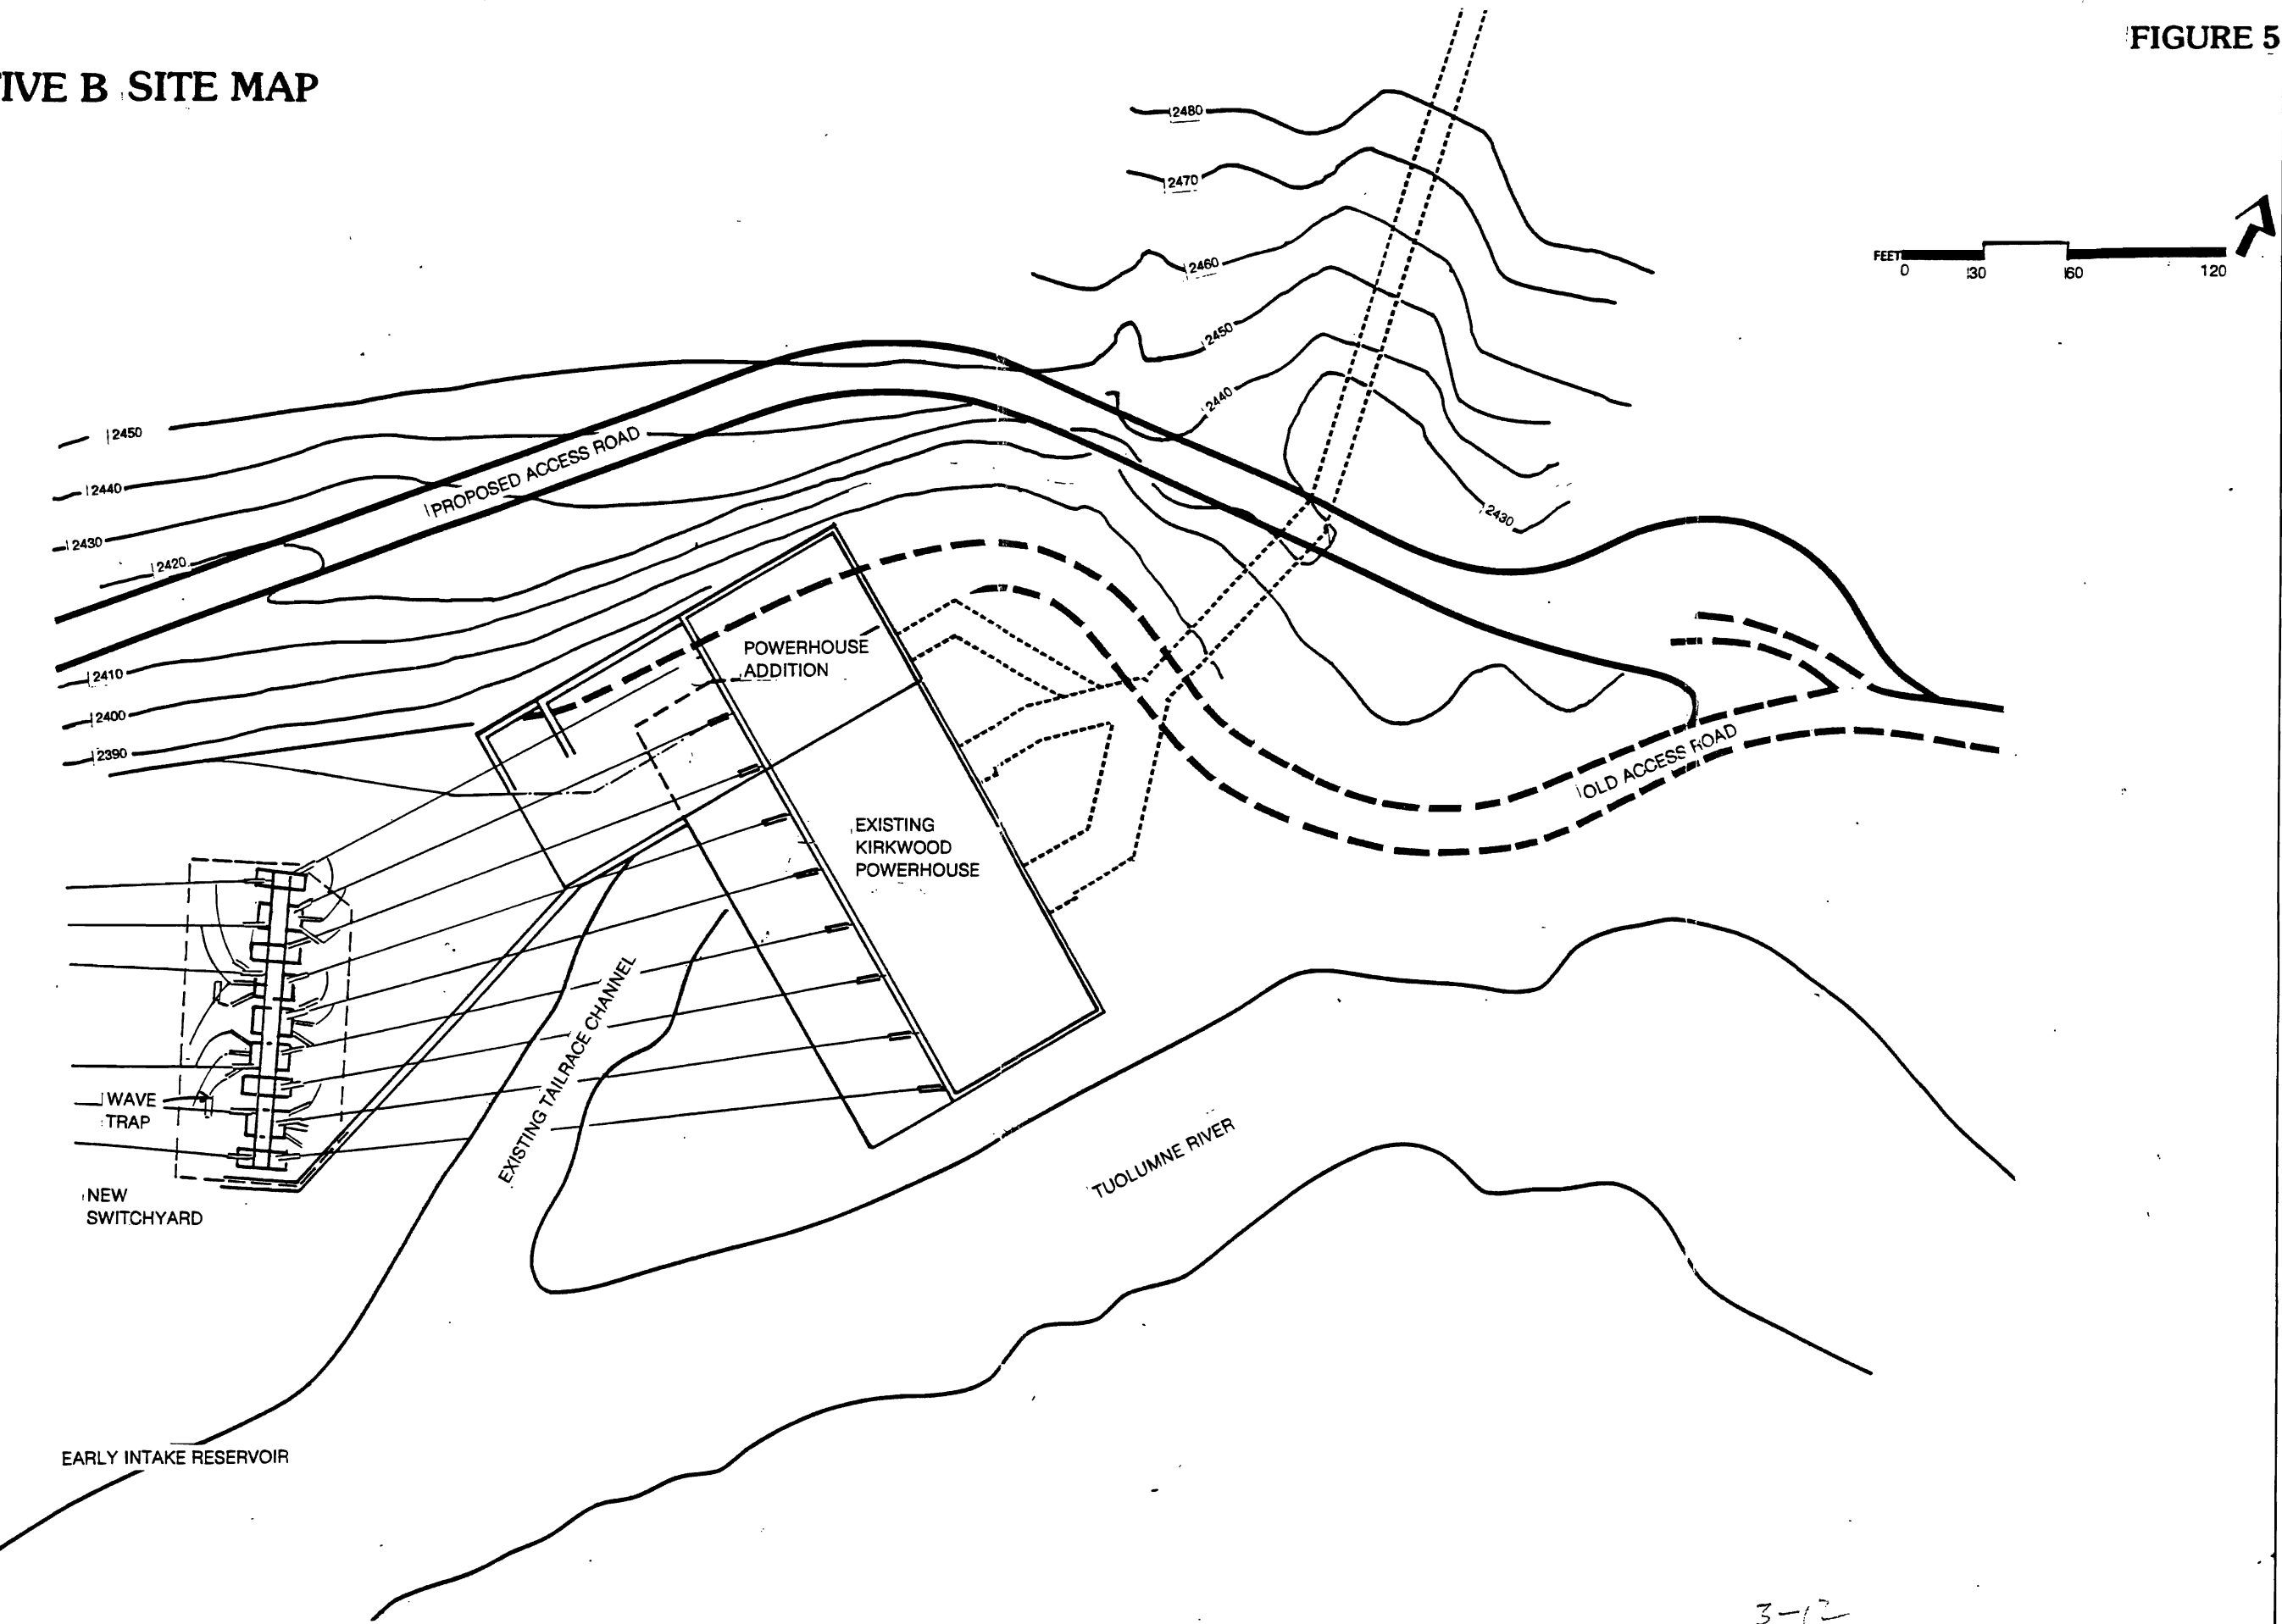 FIGURE 5
IVE B SITE MAP
2480
2470
2460
2450
2440
2430
FEET
0 30 60 120
2450
2440
2430
2420
2410
2400
2390
PROPOSED ACCESS ROAD
POWERHOUSE
ADDITION
OLD ACCESS ROAD
EXISTING
KIRKWOOD
POWERHOUSE
EXISTING TAILRACE CHANNEL
WAVE
TRAP
NEW
SWITCHYARD
TUOLUMNE RIVER
EARLY INTAKE RESERVOIR
3-12